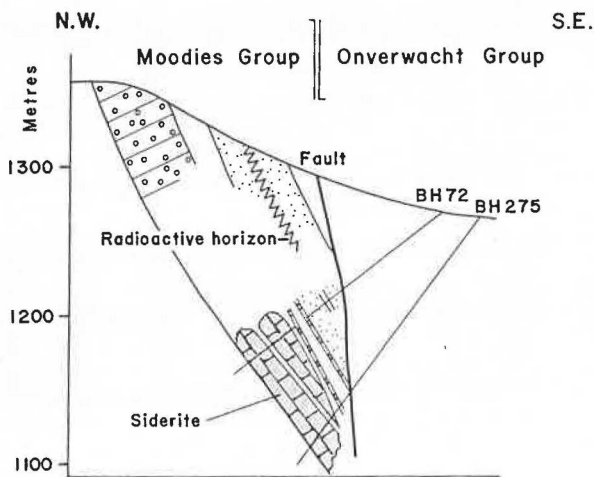 N.W.
S.E.
Moodies Group
Onverwacht Group
Metres
1300
Fault
BH72
BH275
Radioactive horizon
1200
Siderite
1100